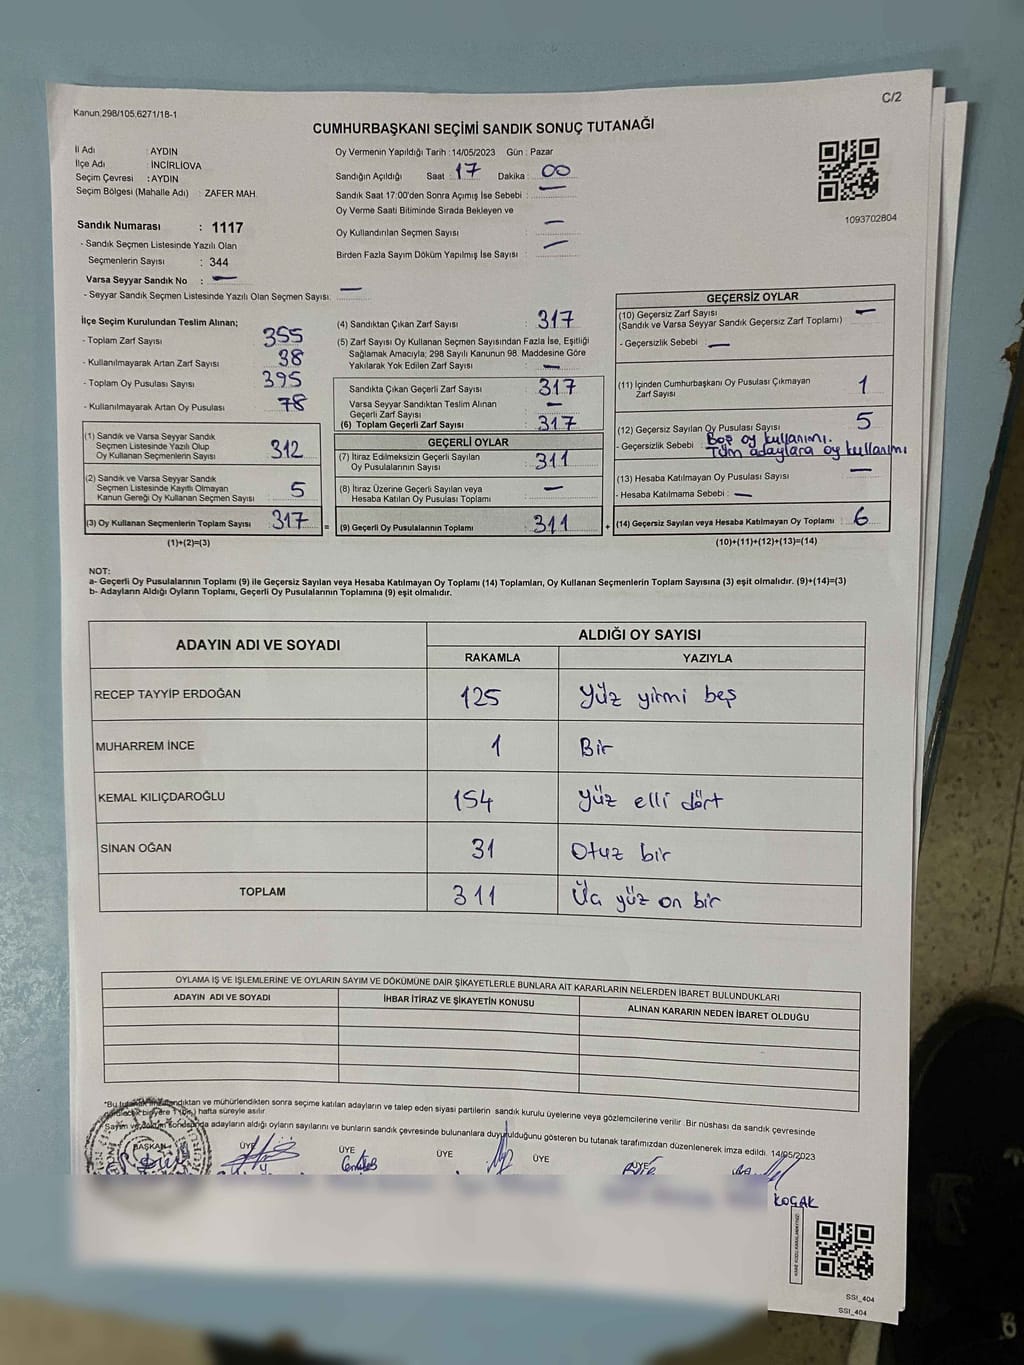 C/2
Kanun 298/105,6271/18-1
CUMHURBAŞKANI SEÇİMİ SANDIK SONUÇ TUTANAĞI
İl Adı : AYDIN
İlçe Adı : İNCİRLİOVA
Seçim Çevresi : AYDIN
Seçim Bölgesi (Mahalle Adı) : ZAFER MAH.
Sandık Numarası : 1117
- Sandık Seçmen Listesinde Yazılı Olan
Seçmenlerin Sayısı : 344
Varsa Seyyar Sandık No : —
- Seyyar Sandık Seçmen Listesinde Yazılı Olan Seçmen Sayısı: —
Oy Vermenin Yapıldığı Tarih : 14/05/2023 Gün : Pazar
Sandığın Açıldığı Saat 17 Dakika : 00
Sandık Saat 17:00'den Sonra Açımış İse Sebebi : —
Oy Verme Saati Bitiminde Sırada Bekleyen ve
Oy Kullandırılan Seçmen Sayısı : —
Birden Fazla Sayım Döküm Yapılmış İse Sayısı : —
1093702804
İlçe Seçim Kurulundan Teslim Alınan;
- Toplam Zarf Sayısı : 355
- Kullanılmayarak Artan Zarf Sayısı : 38
- Toplam Oy Pusulası Sayısı : 395
- Kullanılmayarak Artan Oy Pusulası : 78
(1) Sandık ve Varsa Seyyar Sandık
Seçmen Listesinde Yazılı Olup
Oy Kullanan Seçmenlerin Sayısı : 312
(2) Sandık ve Varsa Seyyar Sandık
Seçmen Listesinde Kayıtlı Olmayan
Kanun Gereği Oy Kullanan Seçmen Sayısı : 5
(3) Oy Kullanan Seçmenlerin Toplam Sayısı : 317 =
(1)+(2)=(3)
(4) Sandıktan Çıkan Zarf Sayısı : 317
(5) Zarf Sayısı Oy Kullanan Seçmen Sayısından Fazla İse, Eşitliği
Sağlamak Amacıyla; 298 Sayılı Kanunun 98. Maddesine Göre
Yakılarak Yok Edilen Zarf Sayısı : —
Sandıkta Çıkan Geçerli Zarf Sayısı : 317
Varsa Seyyar Sandıktan Teslim Alınan
Geçerli Zarf Sayısı : —
(6) Toplam Geçerli Zarf Sayısı : 317
GEÇERLİ OYLAR
(7) İtiraz Edilmeksizin Geçerli Sayılan
Oy Pusulalarının Sayısı : 311
(8) İtiraz Üzerine Geçerli Sayılan veya
Hesaba Katılan Oy Pusulası Toplamı : —
(9) Geçerli Oy Pusulalarının Toplamı : 311 +
GEÇERSİZ OYLAR
(10) Geçersiz Zarf Sayısı : —
(Sandık ve Varsa Seyyar Sandık Geçersiz Zarf Toplamı)
- Geçersizlik Sebebi : —
(11) İçinden Cumhurbaşkanı Oy Pusulası Çıkmayan
Zarf Sayısı : 1
(12) Geçersiz Sayılan Oy Pusulası Sayısı : 5
- Geçersizlik Sebebi : Boş oy kullanımı.
Tüm adaylara oy kullanımı
(13) Hesaba Katılmayan Oy Pusulası Sayısı : —
- Hesaba Katılmama Sebebi : —
(14) Geçersiz Sayılan veya Hesaba Katılmayan Oy Toplamı : 6
(10)+(11)+(12)+(13)=(14)
NOT:
a- Geçerli Oy Pusulalarının Toplamı (9) ile Geçersiz Sayılan veya Hesaba Katılmayan Oy Toplamı (14) Toplamları, Oy Kullanan Seçmenlerin Toplam Sayısına (3) eşit olmalıdır. (9)+(14)=(3)
b- Adayların Aldığı Oyların Toplamı, Geçerli Oy Pusulalarının Toplamına (9) eşit olmalıdır.
ADAYIN ADI VE SOYADI ALDIĞI OY SAYISI
RAKAMLA YAZIYLA
RECEP TAYYİP ERDOĞAN 125 Yüz yirmi beş
MUHARREM İNCE 1 Bir
KEMAL KILIÇDAROĞLU 154 Yüz elli dört
SİNAN OĞAN 31 Otuz bir
TOPLAM 311 Üç yüz on bir
OYLAMA İŞ VE İŞLEMLERİNE VE OYLARIN SAYIM VE DÖKÜMÜNE DAİR ŞİKAYETLERLE BUNLARA AİT KARARLARIN NELERDEN İBARET BULUNDUKLARI
ADAYIN ADI VE SOYADI İHBAR İTİRAZ VE ŞİKAYETİN KONUSU ALINAN KARARIN NEDEN İBARET OLDUĞU
*Bu tutanak imzalandıktan ve mühürlendikten sonra seçime katılan adayların ve talep eden siyasi partilerin sandık kurulu üyelerine veya gözlemcilerine verilir. Bir nüshası da sandık çevresinde
görülecek bir yere 1 (bir) hafta süreyle asılır.
Sayım ve döküm sonosunda adayların aldığı oyların sayılarını ve bunların sandık çevresinde bulunanlara duyurulduğunu gösteren bu tutanak tarafımızdan düzenlenerek imza edildi. 14/05/2023
BAŞKAN ÜYE ÜYE ÜYE ÜYE ÜYE
KOÇAK
SSI_404
SSI_404